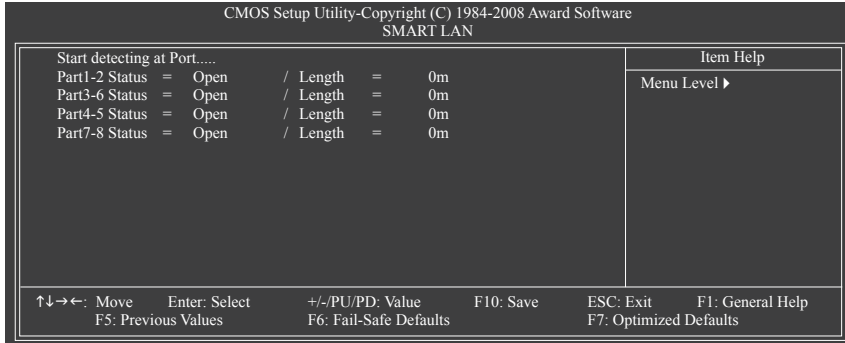 CMOS Setup Utility-Copyright (C) 1984-2008 Award Software
SMART LAN
Start detecting at Port.....
Part1-2 Status = Open / Length = 0m
Part3-6 Status = Open / Length = 0m
Part4-5 Status = Open / Length = 0m
Part7-8 Status = Open / Length = 0m
Item Help
Menu Level
↑↓→←: Move Enter: Select +/-/PU/PD: Value F10: Save ESC: Exit F1: General Help
F5: Previous Values F6: Fail-Safe Defaults F7: Optimized Defaults